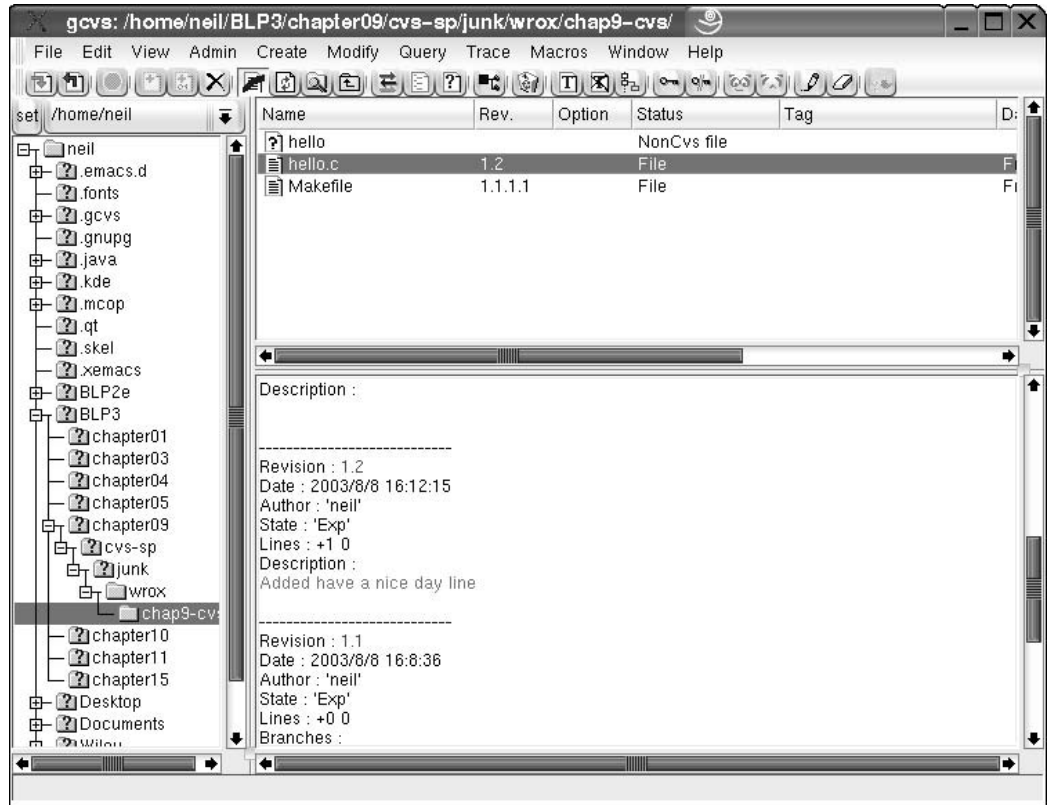 gcvs: /home/neil/BLP3/chapter09/cvs-sp/junk/wrox/chap9-cvs/
File Edit View Admin Create Modify Query Trace Macros Window Help
set /home/neil
Name Rev. Option Status Tag
hello NonCvs file
hello.c 1.2 File
Makefile 1.1.1.1 File
neil
.emacs.d
.fonts
.gcvs
.gnupg
.java
.kde
.mcop
.qt
.skel
.xemacs
BLP2e
BLP3
chapter01
chapter03
chapter04
chapter05
chapter09
cvs-sp
junk
wrox
chap9-cv
chapter10
chapter11
chapter15
Desktop
Documents
Description :
---------------------------
Revision : 1.2
Date : 2003/8/8 16:12:15
Author : 'neil'
State : 'Exp'
Lines : +1 0
Description :
Added have a nice day line
---------------------------
Revision : 1.1
Date : 2003/8/8 16:8:36
Author : 'neil'
State : 'Exp'
Lines : +0 0
Branches :